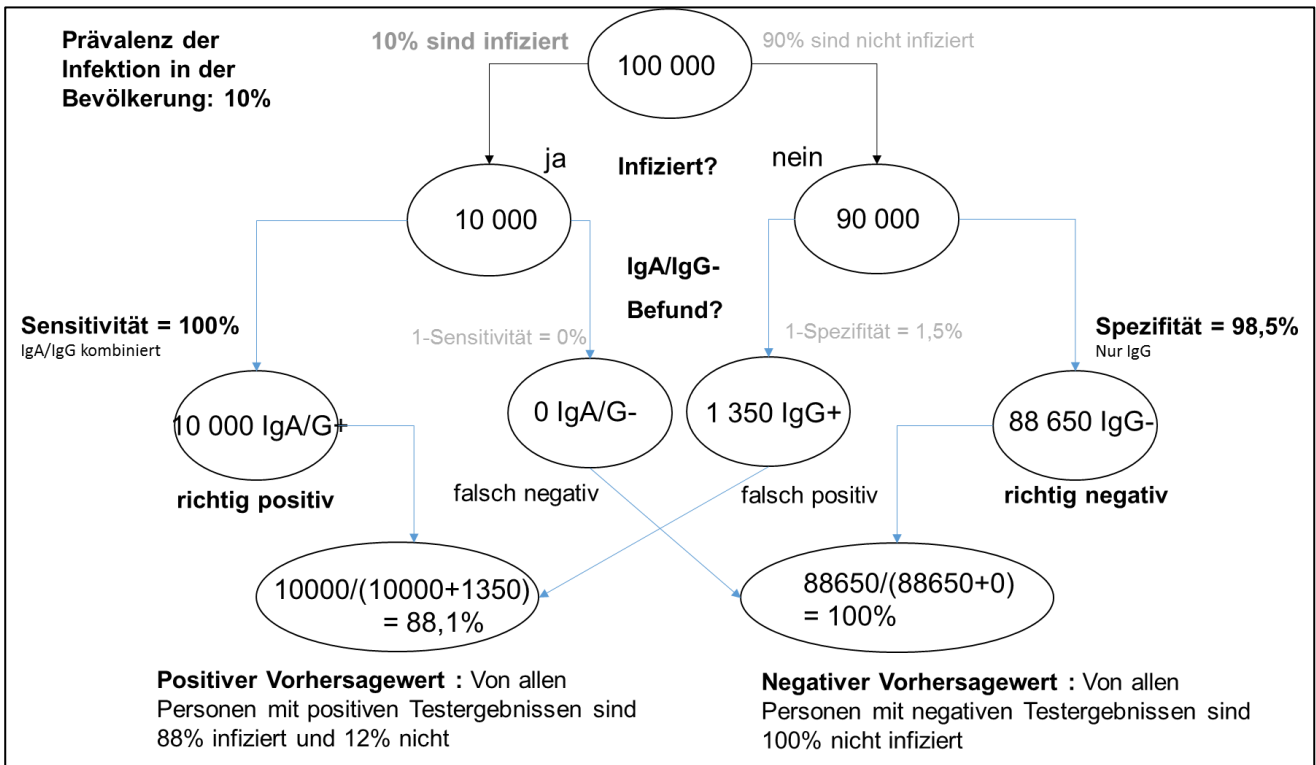 Prävalenz der
Infektion in der
Bevölkerung: 10%
10% sind infiziert
90% sind nicht infiziert
100 000
ja
Infiziert?
nein
10 000
90 000
IgA/IgG-
Befund?
Sensitivität = 100%
IgA/IgG kombiniert
1-Sensitivität = 0%
1-Spezifität = 1,5%
Spezifität = 98,5%
Nur IgG
10 000 IgA/G+
0 IgA/G-
1 350 IgG+
88 650 IgG-
richtig positiv
falsch negativ
falsch positiv
richtig negativ
10000/(10000+1350)
= 88,1%
88650/(88650+0)
= 100%
Positiver Vorhersagewert : Von allen
Personen mit positiven Testergebnissen sind
88% infiziert und 12% nicht
Negativer Vorhersagewert : Von allen
Personen mit negativen Testergebnissen sind
100% nicht infiziert